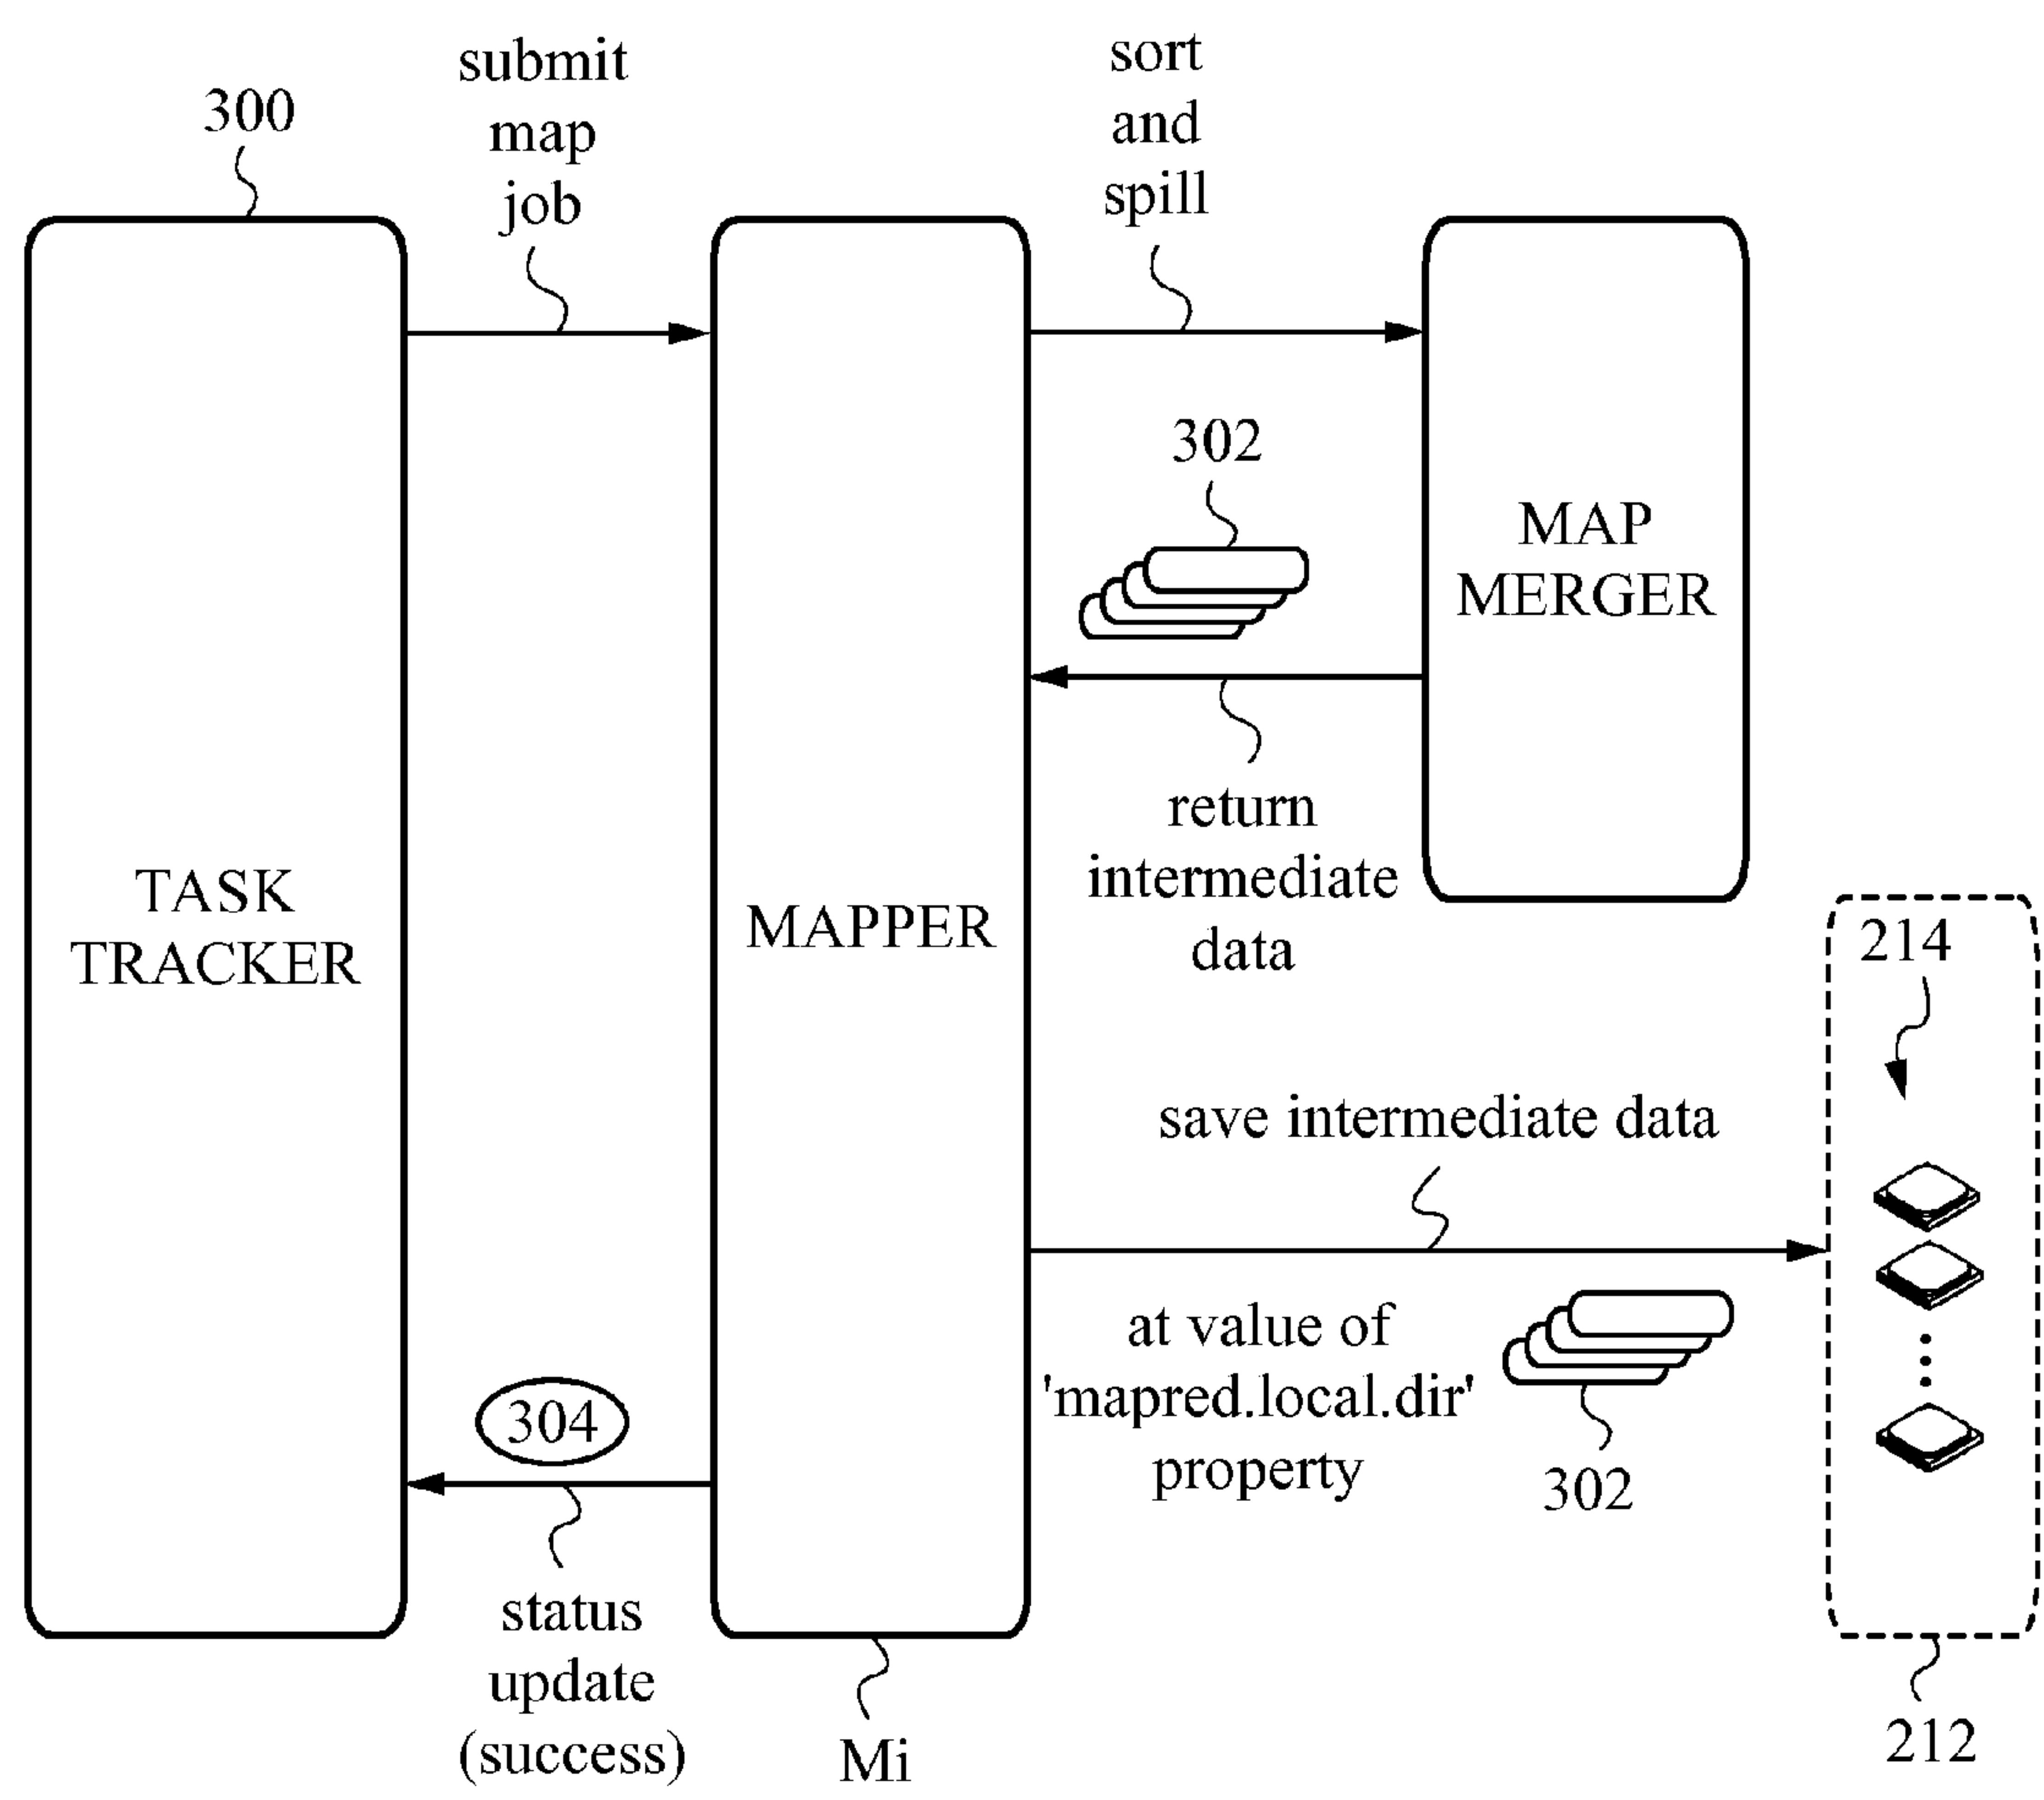 300
submit
map
job
sort
and
spill
302
MAP
MERGER
return
intermediate
data
TASK
TRACKER
MAPPER
214
save intermediate data
at value of
'mapred.local.dir'
property
302
304
status
update
(success)
Mi
212